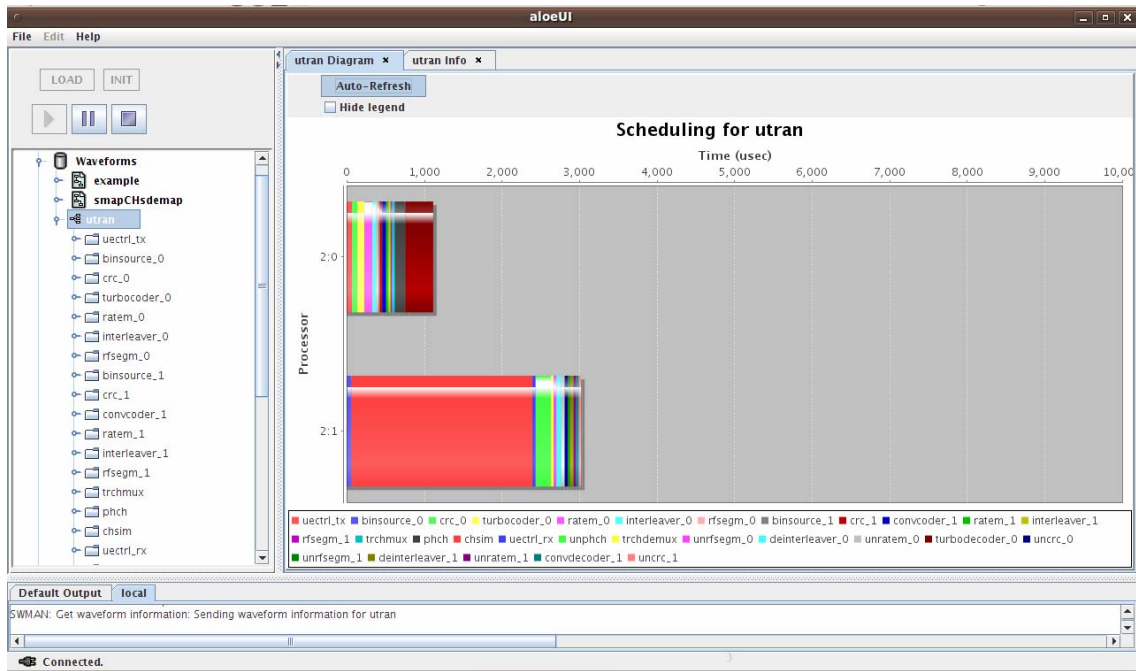 aloeUI
File Edit Help
LOAD INIT
Waveforms
example
smapCHsdemap
utran
uectrl_tx
binsource_0
crc_0
turbocoder_0
ratem_0
interleaver_0
rfsegm_0
binsource_1
crc_1
convcoder_1
ratem_1
interleaver_1
rfsegm_1
trchmux
phch
chsim
uectrl_rx
utran Diagram × utran Info ×
Auto-Refresh
Hide legend
Scheduling for utran
Time (usec)
0 1,000 2,000 3,000 4,000 5,000 6,000 7,000 8,000 9,000 10,00
Processor
2:0
2:1
uectrl_tx binsource_0 crc_0 turbocoder_0 ratem_0 interleaver_0 rfsegm_0 binsource_1 crc_1 convcoder_1 ratem_1 interleaver_1
rfsegm_1 trchmux phch chsim uectrl_rx unphch trchdemux unrfsegm_0 deinterleaver_0 unratem_0 turbodecoder_0 uncrc_0
unrfsegm_1 deinterleaver_1 unratem_1 convdecoder_1 uncrc_1
Default Output local
SWMAN: Get waveform information: Sending waveform information for utran
Connected.